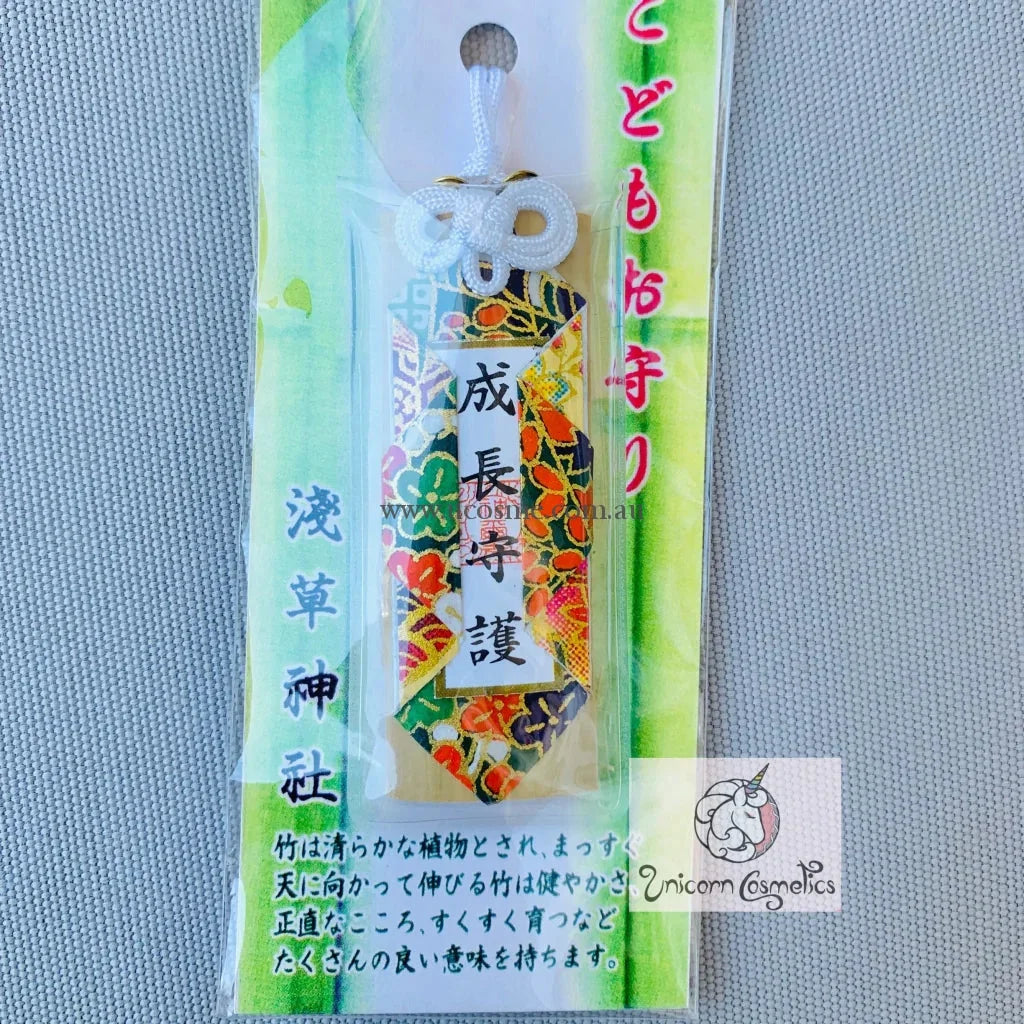 こどもお守り
成長守護
淺草神社
竹は清らかな植物とされ、まっすぐ
天に向かって伸びる竹は健やかさ、
正直なこころ、すくすく育つなど
たくさんの良い意味を持ちます。
Unicorn Cosmetics